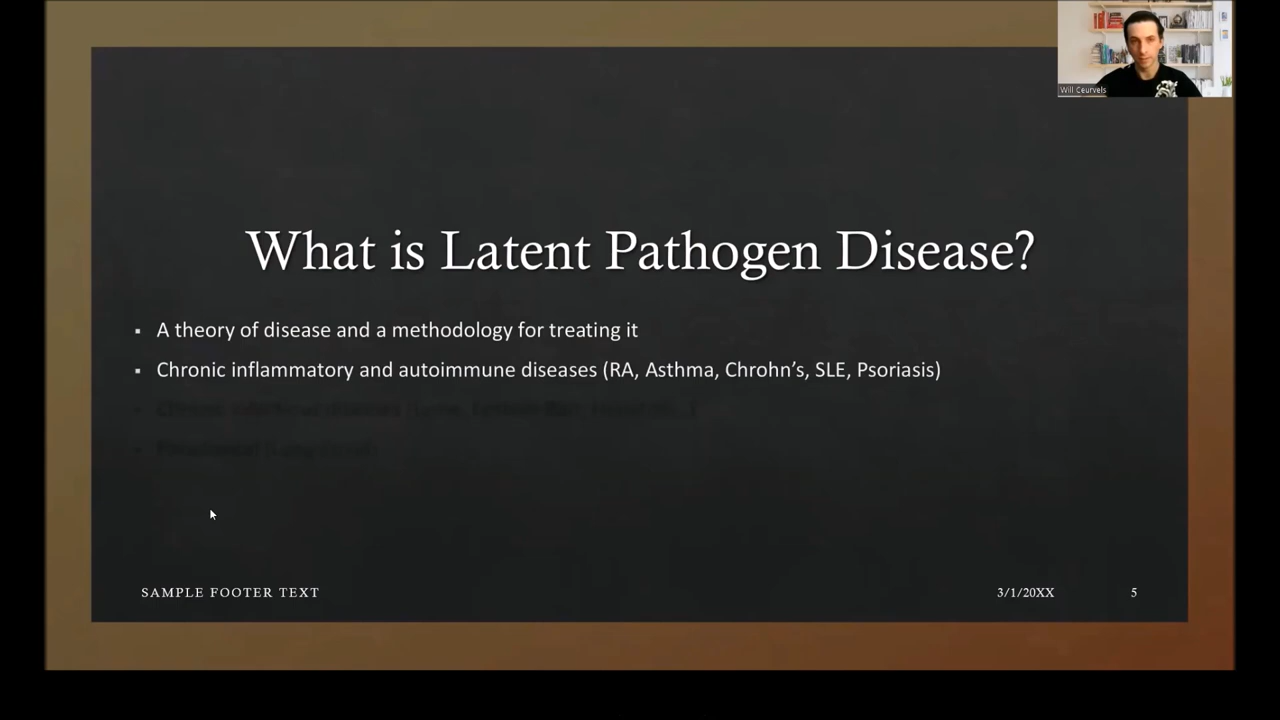 Will Ceurvels
What is Latent Pathogen Disease?
▪ A theory of disease and a methodology for treating it
▪ Chronic inflammatory and autoimmune diseases (RA, Asthma, Chrohn's, SLE, Psoriasis)
SAMPLE FOOTER TEXT
3/1/20XX
5